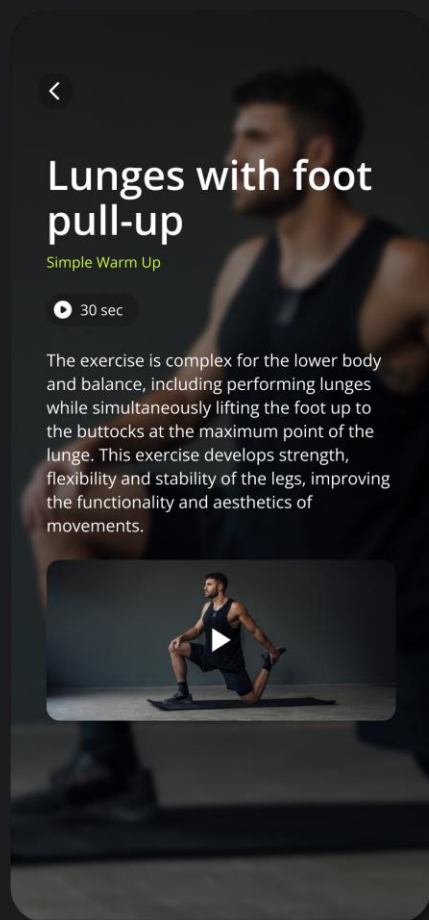 Lunges with foot
pull-up
Simple Warm Up
30 sec
The exercise is complex for the lower body
and balance, including performing lunges
while simultaneously lifting the foot up to
the buttocks at the maximum point of the
lunge. This exercise develops strength,
flexibility and stability of the legs, improving
the functionality and aesthetics of
movements.